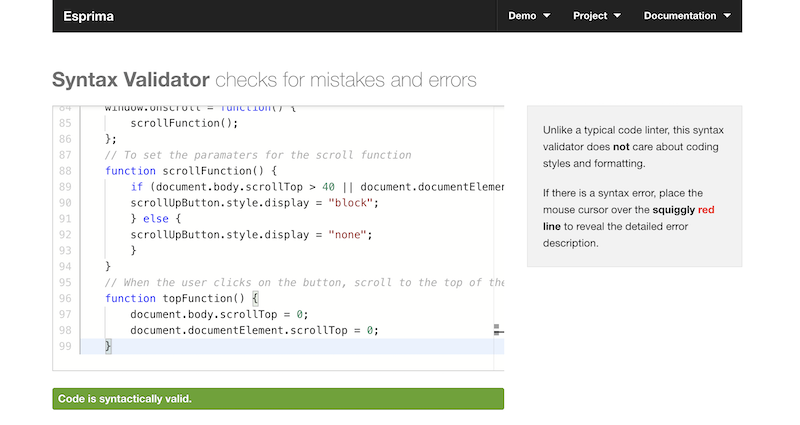 Esprima
Demo
Project
Documentation
Syntax Validator checks for mistakes and errors
84 window.onscroll = function() {
85 scrollFunction();
86 };
87 // To set the paramaters for the scroll function
88 function scrollFunction() {
89 if (document.body.scrollTop > 40 || document.documentElemen
90 scrollUpButton.style.display = "block";
91 } else {
92 scrollUpButton.style.display = "none";
93 }
94 }
95 // When the user clicks on the button, scroll to the top of the
96 function topFunction() {
97 document.body.scrollTop = 0;
98 document.documentElement.scrollTop = 0;
99 }
Code is syntactically valid.
Unlike a typical code linter, this syntax
validator does not care about coding
styles and formatting.
If there is a syntax error, place the
mouse cursor over the squiggly red
line to reveal the detailed error
description.